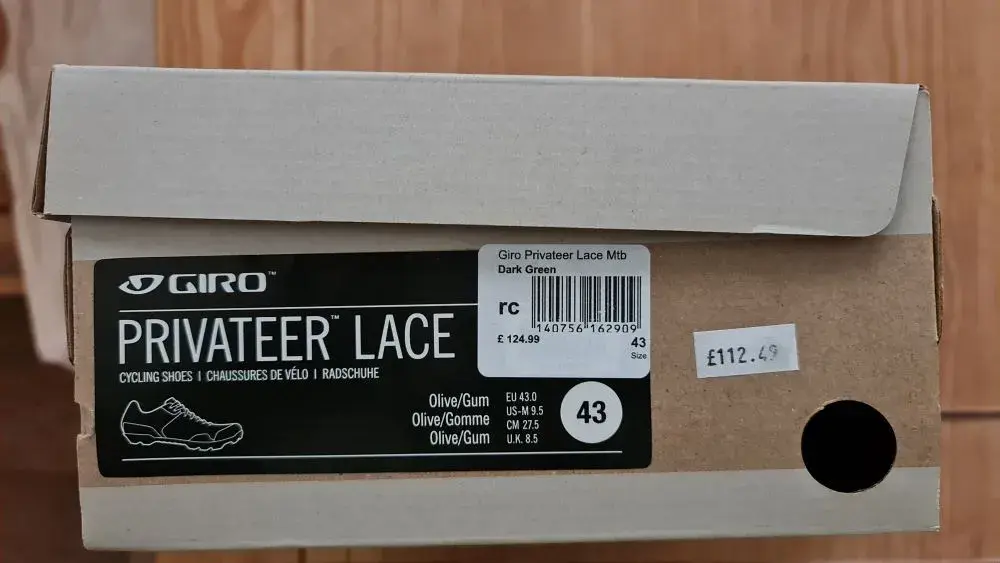 GIRO™
PRIVATEER™ LACE
CYCLING SHOES | CHAUSSURES DE VÉLO | RADSCHUHE
Olive/Gum
Olive/Gomme
Olive/Gum
EU 43.0
US-M 9.5
CM 27.5
U.K. 8.5
43
Giro Privateer Lace Mtb
Dark Green
rc
140756 162909
£ 124.99
43
Size
£112.49